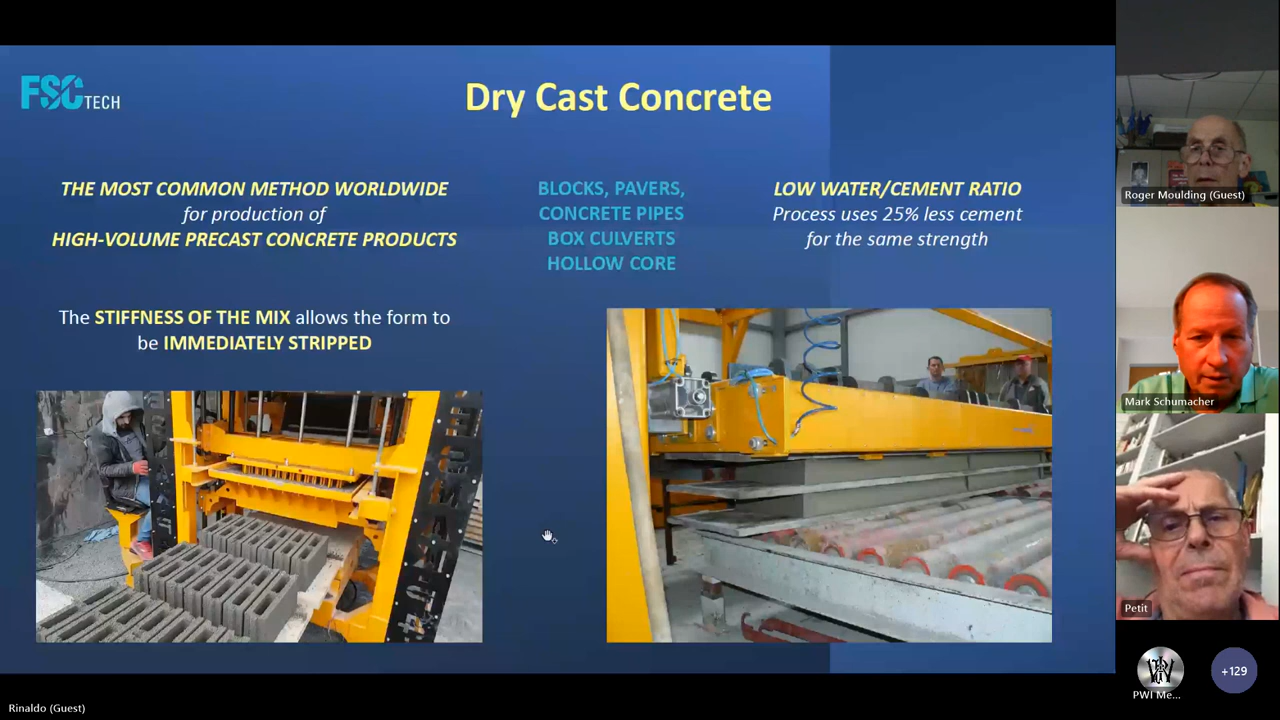 FSC TECH
Dry Cast Concrete
THE MOST COMMON METHOD WORLDWIDE
for production of
HIGH-VOLUME PRECAST CONCRETE PRODUCTS
BLOCKS, PAVERS,
CONCRETE PIPES
BOX CULVERTS
HOLLOW CORE
LOW WATER/CEMENT RATIO
Process uses 25% less cement
for the same strength
The STIFFNESS OF THE MIX allows the form to
be IMMEDIATELY STRIPPED
Roger Moulding (Guest)
Mark Schumacher
Petit
PWI Me...
+129
Rinaldo (Guest)